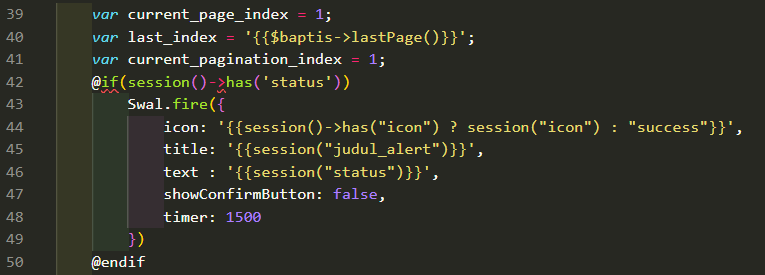 39 var current_page_index = 1;
40 var last_index = '{{$baptis->lastPage()}}';
41 var current_pagination_index = 1;
42 @if(session()->has('status'))
43 Swal.fire({
44 icon: '{{session()->has("icon") ? session("icon") : "success"}}',
45 title: '{{session("judul_alert")}}',
46 text : '{{session("status")}}',
47 showConfirmButton: false,
48 timer: 1500
49 })
50 @endif